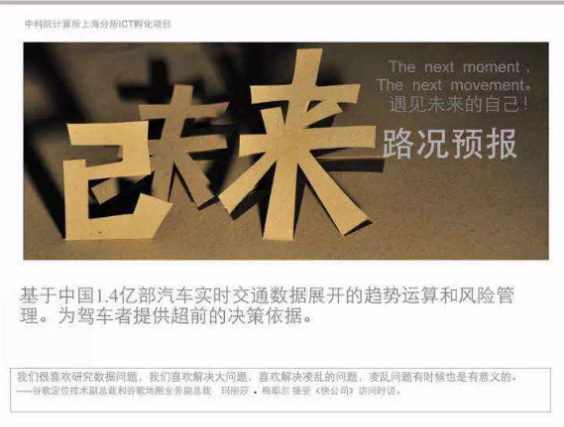 中科院计算所上海分所ICT孵化项目
The next moment ,
The next movement。
遇见未来的自己！
路况预报
己未来
基于中国1.4亿部汽车实时交通数据展开的趋势运算和风险管
理。为驾车者提供超前的决策依据。
我们很喜欢研究数据问题，我们喜欢解决大问题，喜欢解决凌乱的问题，凌乱问题有时候也是有意义的。
----谷歌定位技术副总裁和谷歌地图业务副总裁 玛丽莎 • 梅耶尔 接受《快公司》访问时说。